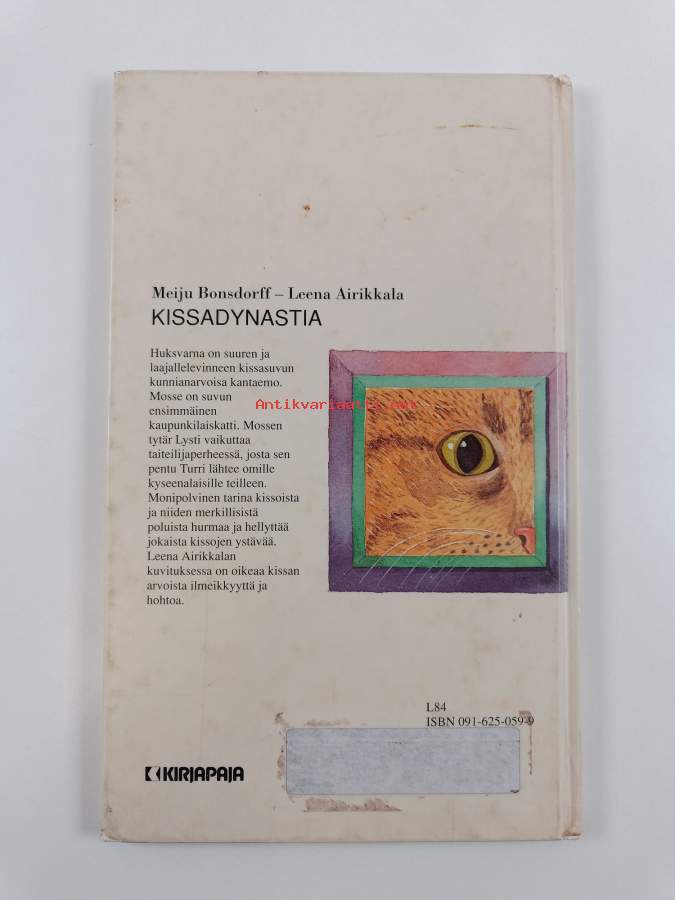 Meiju Bonsdorff – Leena Airikkala
KISSADYNASTIA
Huksvarna on suuren ja
laajallelevinneen kissasuvun
kunnianarvoisa kantaemo.
Mosse on suvun
ensimmäinen
kaupunkilaiskatti. Mossen
tytär Lysti vaikuttaa
taiteilijaperheessä, josta sen
pentu Turri lähtee omille
kyseenalaisille teilleen.
Monipolvinen tarina kissoista
ja niiden merkillisistä
poluista hurmaa ja hellyttää
jokaista kissojen ystävää.
Leena Airikkalan
kuvituksessa on oikeaa kissan
arvoista ilmeikkyyttä ja
hohtoa.
Antikvariaatti.net
L84
ISBN 091-625-059-9
KIRJAPAJA